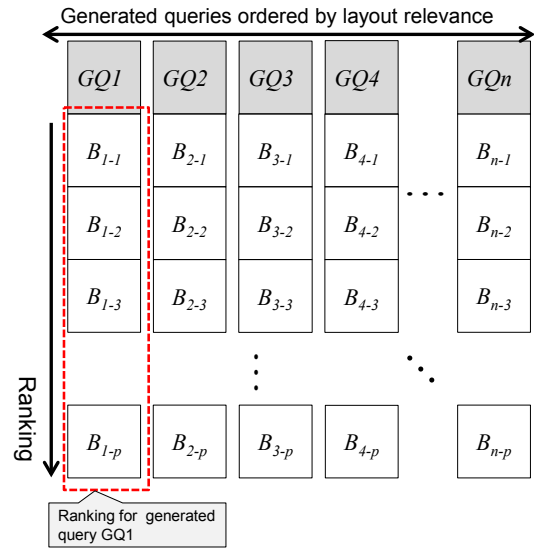 Generated queries ordered by layout relevance
GQ1 GQ2 GQ3 GQ4 GQn
B1-1 B2-1 B3-1 B4-1 Bn-1
. . .
B1-2 B2-2 B3-2 B4-2 Bn-2
B1-3 B2-3 B3-3 B4-3 Bn-3
Ranking
B1-p B2-p B3-p B4-p Bn-p
Ranking for generated
query GQ1